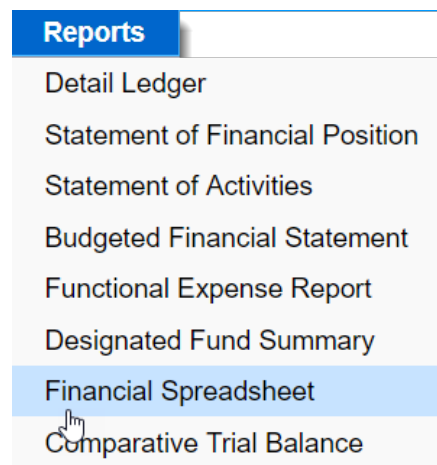 Reports
Detail Ledger
Statement of Financial Position
Statement of Activities
Budgeted Financial Statement
Functional Expense Report
Designated Fund Summary
Financial Spreadsheet
Comparative Trial Balance